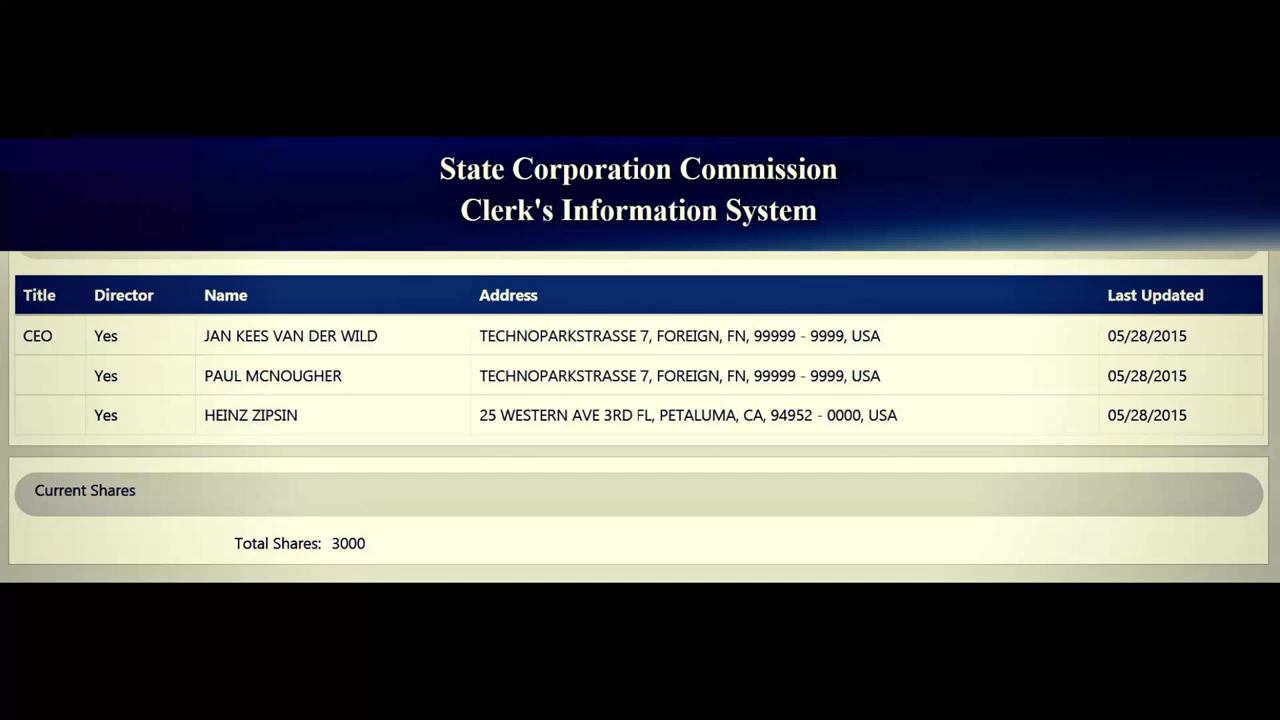 State Corporation Commission
Clerk's Information System
Title Director Name Address Last Updated
CEO Yes JAN KEES VAN DER WILD TECHNOPARKSTRASSE 7, FOREIGN, FN, 99999 - 9999, USA 05/28/2015
Yes PAUL MCNOUGHER TECHNOPARKSTRASSE 7, FOREIGN, FN, 99999 - 9999, USA 05/28/2015
Yes HEINZ ZIPSIN 25 WESTERN AVE 3RD FL, PETALUMA, CA, 94952 - 0000, USA 05/28/2015
Current Shares
Total Shares: 3000